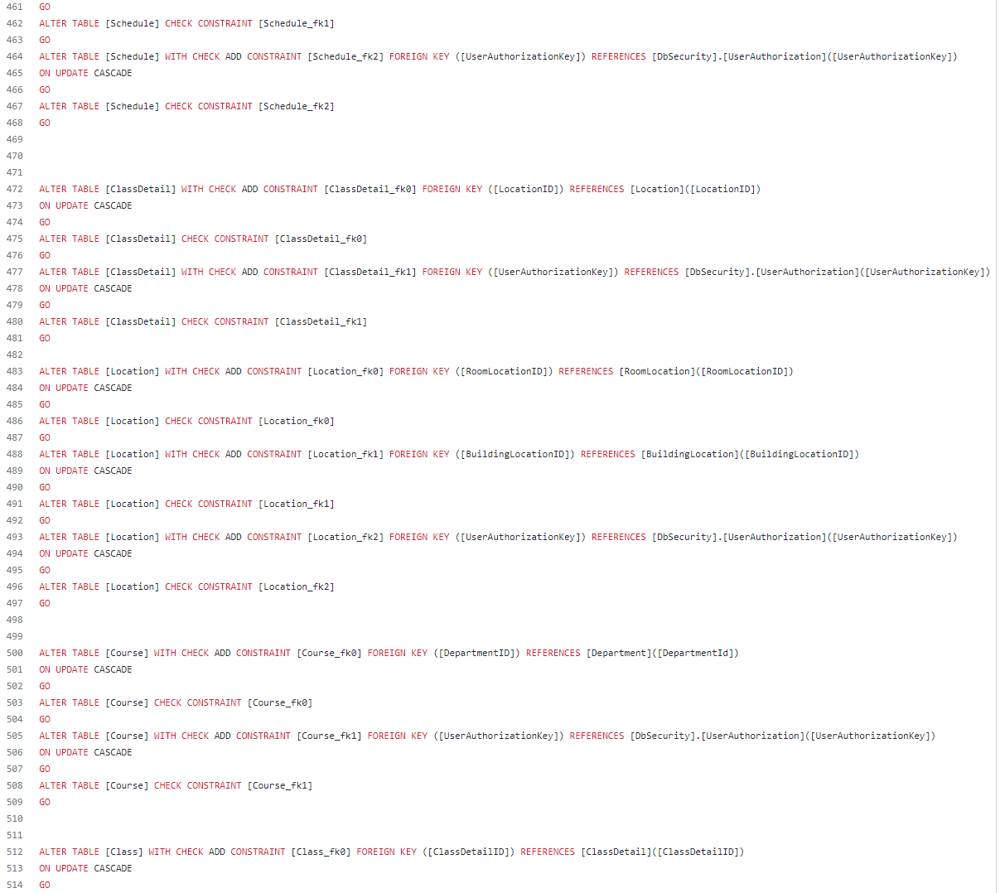 461 GO
462 ALTER TABLE [Schedule] CHECK CONSTRAINT [Schedule_fk1]
463 GO
464 ALTER TABLE [Schedule] WITH CHECK ADD CONSTRAINT [Schedule_fk2] FOREIGN KEY ([UserAuthorizationKey]) REFERENCES [DbSecurity].[UserAuthorization]([UserAuthorizationKey])
465 ON UPDATE CASCADE
466 GO
467 ALTER TABLE [Schedule] CHECK CONSTRAINT [Schedule_fk2]
468 GO
469
470
471
472 ALTER TABLE [ClassDetail] WITH CHECK ADD CONSTRAINT [ClassDetail_fk0] FOREIGN KEY ([LocationID]) REFERENCES [Location]([LocationID])
473 ON UPDATE CASCADE
474 GO
475 ALTER TABLE [ClassDetail] CHECK CONSTRAINT [ClassDetail_fk0]
476 GO
477 ALTER TABLE [ClassDetail] WITH CHECK ADD CONSTRAINT [ClassDetail_fk1] FOREIGN KEY ([UserAuthorizationKey]) REFERENCES [DbSecurity].[UserAuthorization]([UserAuthorizationKey])
478 ON UPDATE CASCADE
479 GO
480 ALTER TABLE [ClassDetail] CHECK CONSTRAINT [ClassDetail_fk1]
481 GO
482
483 ALTER TABLE [Location] WITH CHECK ADD CONSTRAINT [Location_fk0] FOREIGN KEY ([RoomLocationID]) REFERENCES [RoomLocation]([RoomLocationID])
484 ON UPDATE CASCADE
485 GO
486 ALTER TABLE [Location] CHECK CONSTRAINT [Location_fk0]
487 GO
488 ALTER TABLE [Location] WITH CHECK ADD CONSTRAINT [Location_fk1] FOREIGN KEY ([BuildingLocationID]) REFERENCES [BuildingLocation]([BuildingLocationID])
489 ON UPDATE CASCADE
490 GO
491 ALTER TABLE [Location] CHECK CONSTRAINT [Location_fk1]
492 GO
493 ALTER TABLE [Location] WITH CHECK ADD CONSTRAINT [Location_fk2] FOREIGN KEY ([UserAuthorizationKey]) REFERENCES [DbSecurity].[UserAuthorization]([UserAuthorizationKey])
494 ON UPDATE CASCADE
495 GO
496 ALTER TABLE [Location] CHECK CONSTRAINT [Location_fk2]
497 GO
498
499
500 ALTER TABLE [Course] WITH CHECK ADD CONSTRAINT [Course_fk0] FOREIGN KEY ([DepartmentID]) REFERENCES [Department]([DepartmentId])
501 ON UPDATE CASCADE
502 GO
503 ALTER TABLE [Course] CHECK CONSTRAINT [Course_fk0]
504 GO
505 ALTER TABLE [Course] WITH CHECK ADD CONSTRAINT [Course_fk1] FOREIGN KEY ([UserAuthorizationKey]) REFERENCES [DbSecurity].[UserAuthorization]([UserAuthorizationKey])
506 ON UPDATE CASCADE
507 GO
508 ALTER TABLE [Course] CHECK CONSTRAINT [Course_fk1]
509 GO
510
511
512 ALTER TABLE [Class] WITH CHECK ADD CONSTRAINT [Class_fk0] FOREIGN KEY ([ClassDetailID]) REFERENCES [ClassDetail]([ClassDetailID])
513 ON UPDATE CASCADE
514 GO